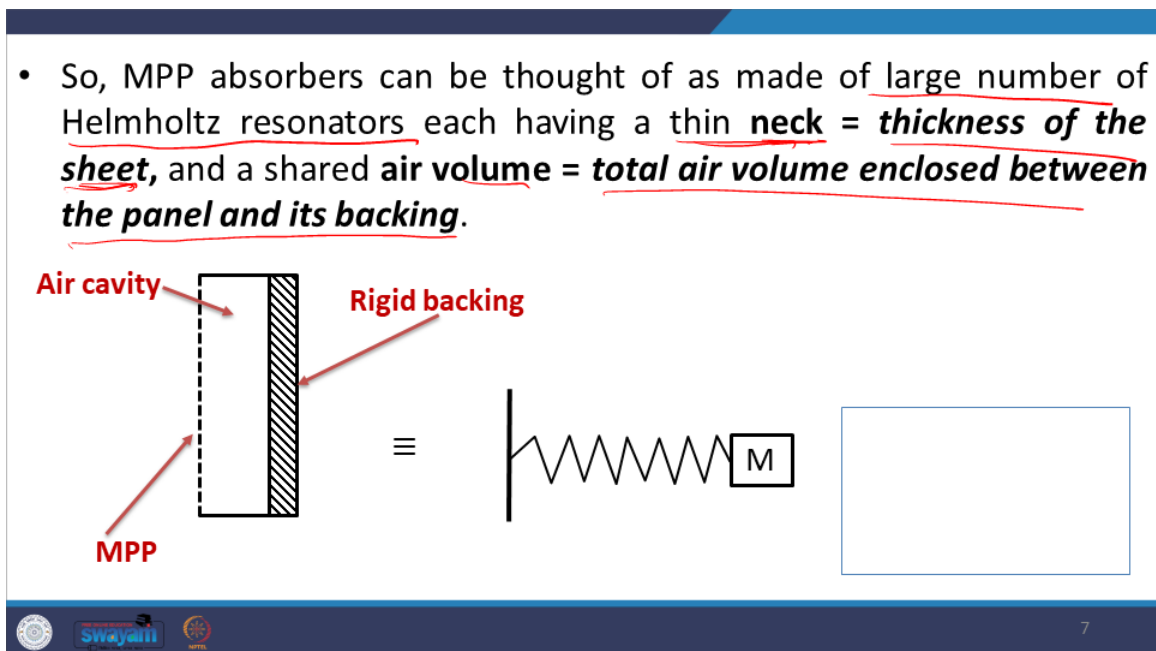 • So, MPP absorbers can be thought of as made of large number of
Helmholtz resonators each having a thin neck = thickness of the
sheet, and a shared air volume = total air volume enclosed between
the panel and its backing.
Air cavity
Rigid backing
≡
M
MPP
swayam
7